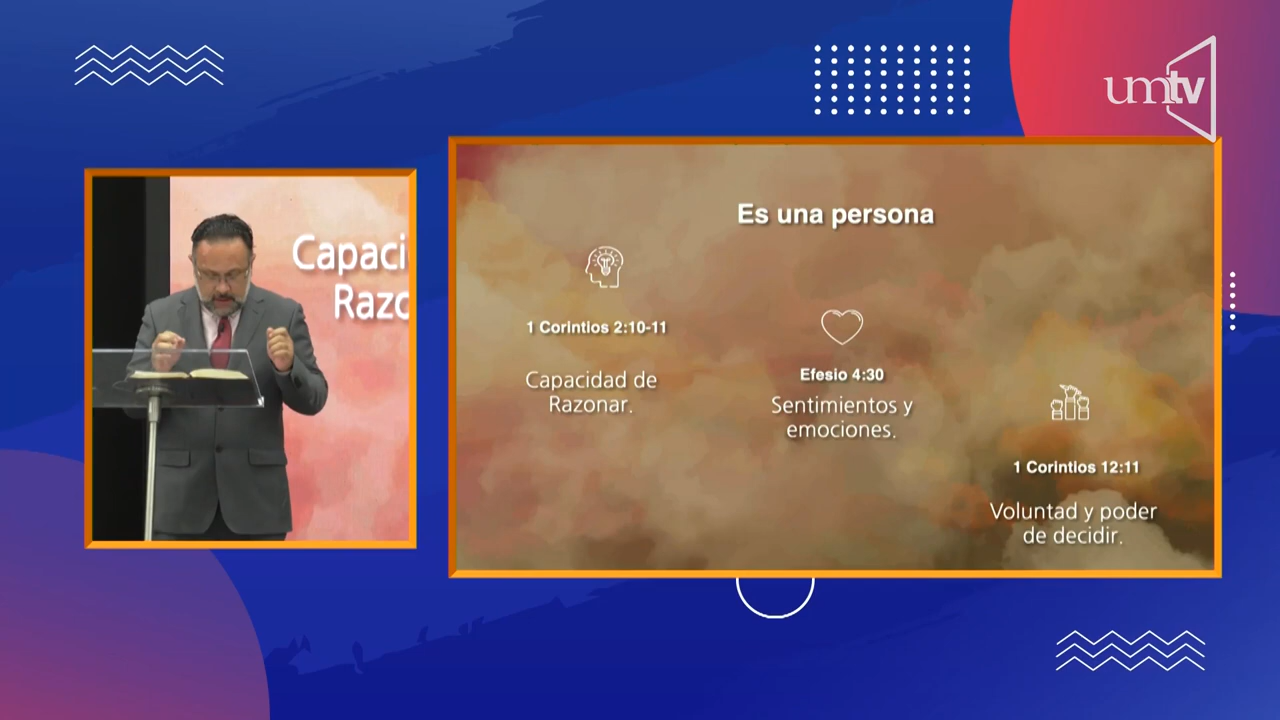 umtv
Capaci
Razo
Es una persona
1 Corintios 2:10-11
Capacidad de
Razonar.
Efesio 4:30
Sentimientos y
emociones.
1 Corintios 12:11
Voluntad y poder
de decidir.